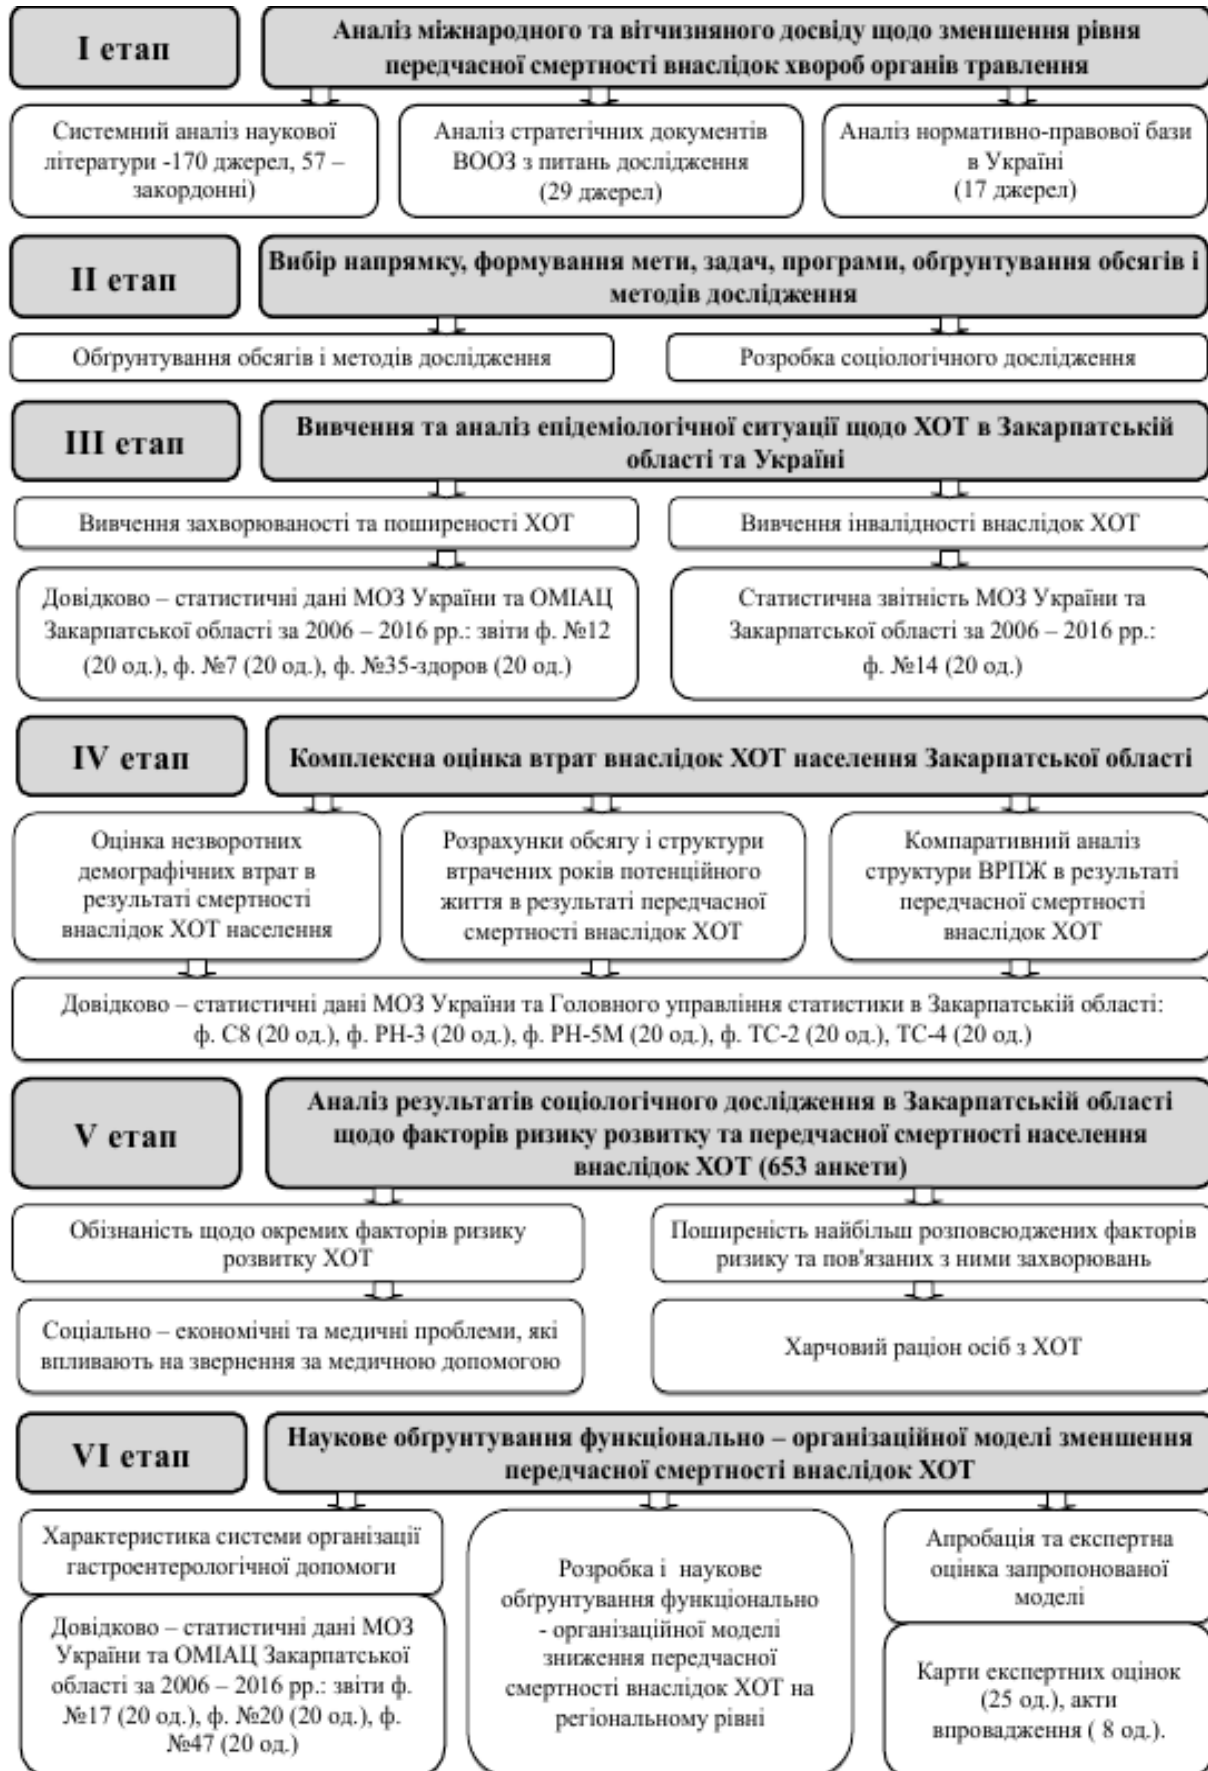 І етап
Аналіз міжнародного та вітчизняного досвіду щодо зменшення рівня
передчасної смертності внаслідок хвороб органів травлення
Системний аналіз наукової
літератури -170 джерел, 57 –
закордонні)
Аналіз стратегічних документів
ВООЗ з питань дослідження
(29 джерел)
Аналіз нормативно-правової бази
в Україні
(17 джерел)
ІІ етап
Вибір напрямку, формування мети, задач, програми, обґрунтування обсягів і
методів дослідження
Обґрунтування обсягів і методів дослідження
Розробка соціологічного дослідження
ІІІ етап
Вивчення та аналіз епідеміологічної ситуації щодо ХОТ в Закарпатській
області та Україні
Вивчення захворюваності та поширеності ХОТ
Вивчення інвалідності внаслідок ХОТ
Довідково – статистичні дані МОЗ України та ОМІАЦ
Закарпатської області за 2006 – 2016 рр.: звіти ф. №12
(20 од.), ф. №7 (20 од.), ф. №35-здоров (20 од.)
Статистична звітність МОЗ України та
Закарпатської області за 2006 – 2016 рр.:
ф. №14 (20 од.)
IV етап
Комплексна оцінка втрат внаслідок ХОТ населення Закарпатської області
Оцінка незворотних
демографічних втрат в
результаті смертності
внаслідок ХОТ населення
Розрахунки обсягу і структури
втрачених років потенційного
життя в результаті передчасної
смертності внаслідок ХОТ
Компаративний аналіз
структури ВРПЖ в результаті
передчасної смертності
внаслідок ХОТ
Довідково – статистичні дані МОЗ України та Головного управління статистики в Закарпатській області:
ф. С8 (20 од.), ф. РН-3 (20 од.), ф. РН-5М (20 од.), ф. ТС-2 (20 од.), ТС-4 (20 од.)
V етап
Аналіз результатів соціологічного дослідження в Закарпатській області
щодо факторів ризику розвитку та передчасної смертності населення
внаслідок ХОТ (653 анкети)
Обізнаність щодо окремих факторів ризику
розвитку ХОТ
Поширеність найбільш розповсюджених факторів
ризику та пов'язаних з ними захворювань
Соціально – економічні та медичні проблеми, які
впливають на звернення за медичною допомогою
Харчовий раціон осіб з ХОТ
VI етап
Наукове обґрунтування функціонально – організаційної моделі зменшення
передчасної смертності внаслідок ХОТ
Характеристика системи організації
гастроентерологічної допомоги
Довідково – статистичні дані МОЗ
України та ОМІАЦ Закарпатської
області за 2006 – 2016 рр.: звіти ф.
№17 (20 од.), ф. №20 (20 од.), ф.
№47 (20 од.)
Розробка і наукове
обґрунтування функціонально
- організаційної моделі
зниження передчасної
смертності внаслідок ХОТ на
регіональному рівні
Апробація та експертна
оцінка запропонованої
моделі
Карти експертних оцінок
(25 од.), акти
впровадження ( 8 од.).